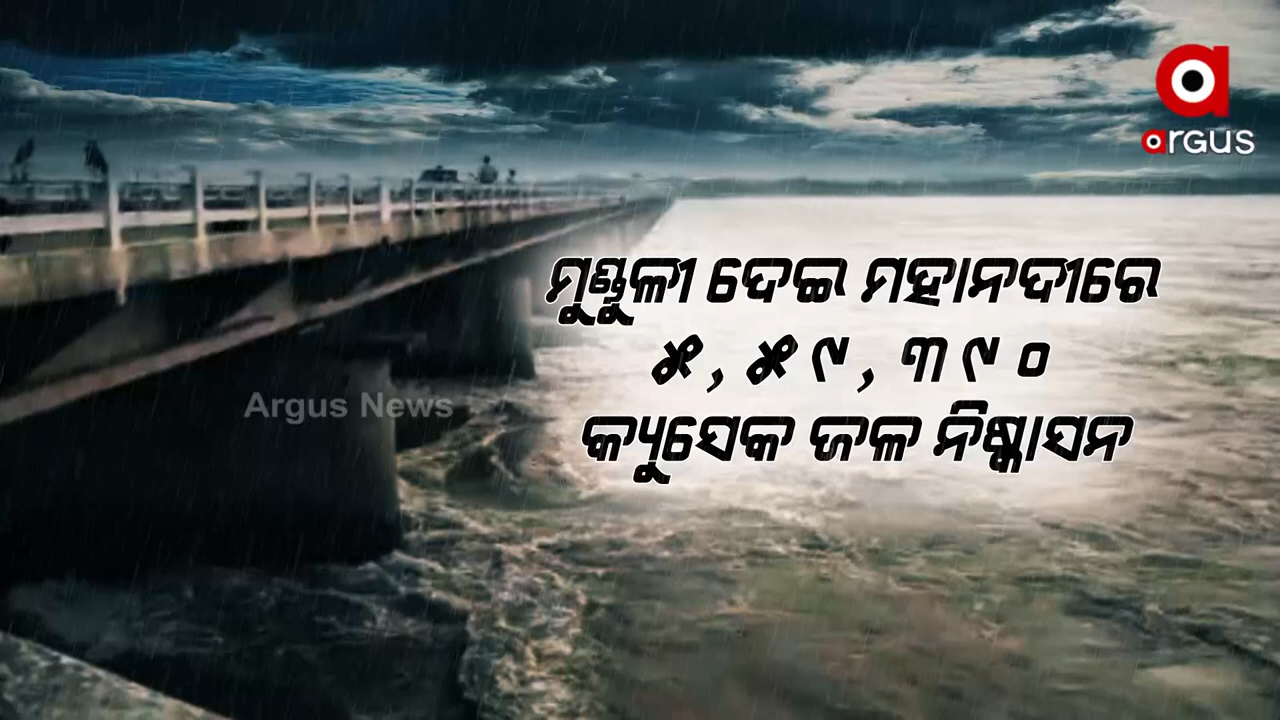 argus
ମୁଣ୍ଡୁଳୀ ଦେଇ ମହାନଦୀରେ
୫,୫୯,୩୯୦
କ୍ୟୁସେକ ଜଳ ନିଷ୍କାସନ
Argus News